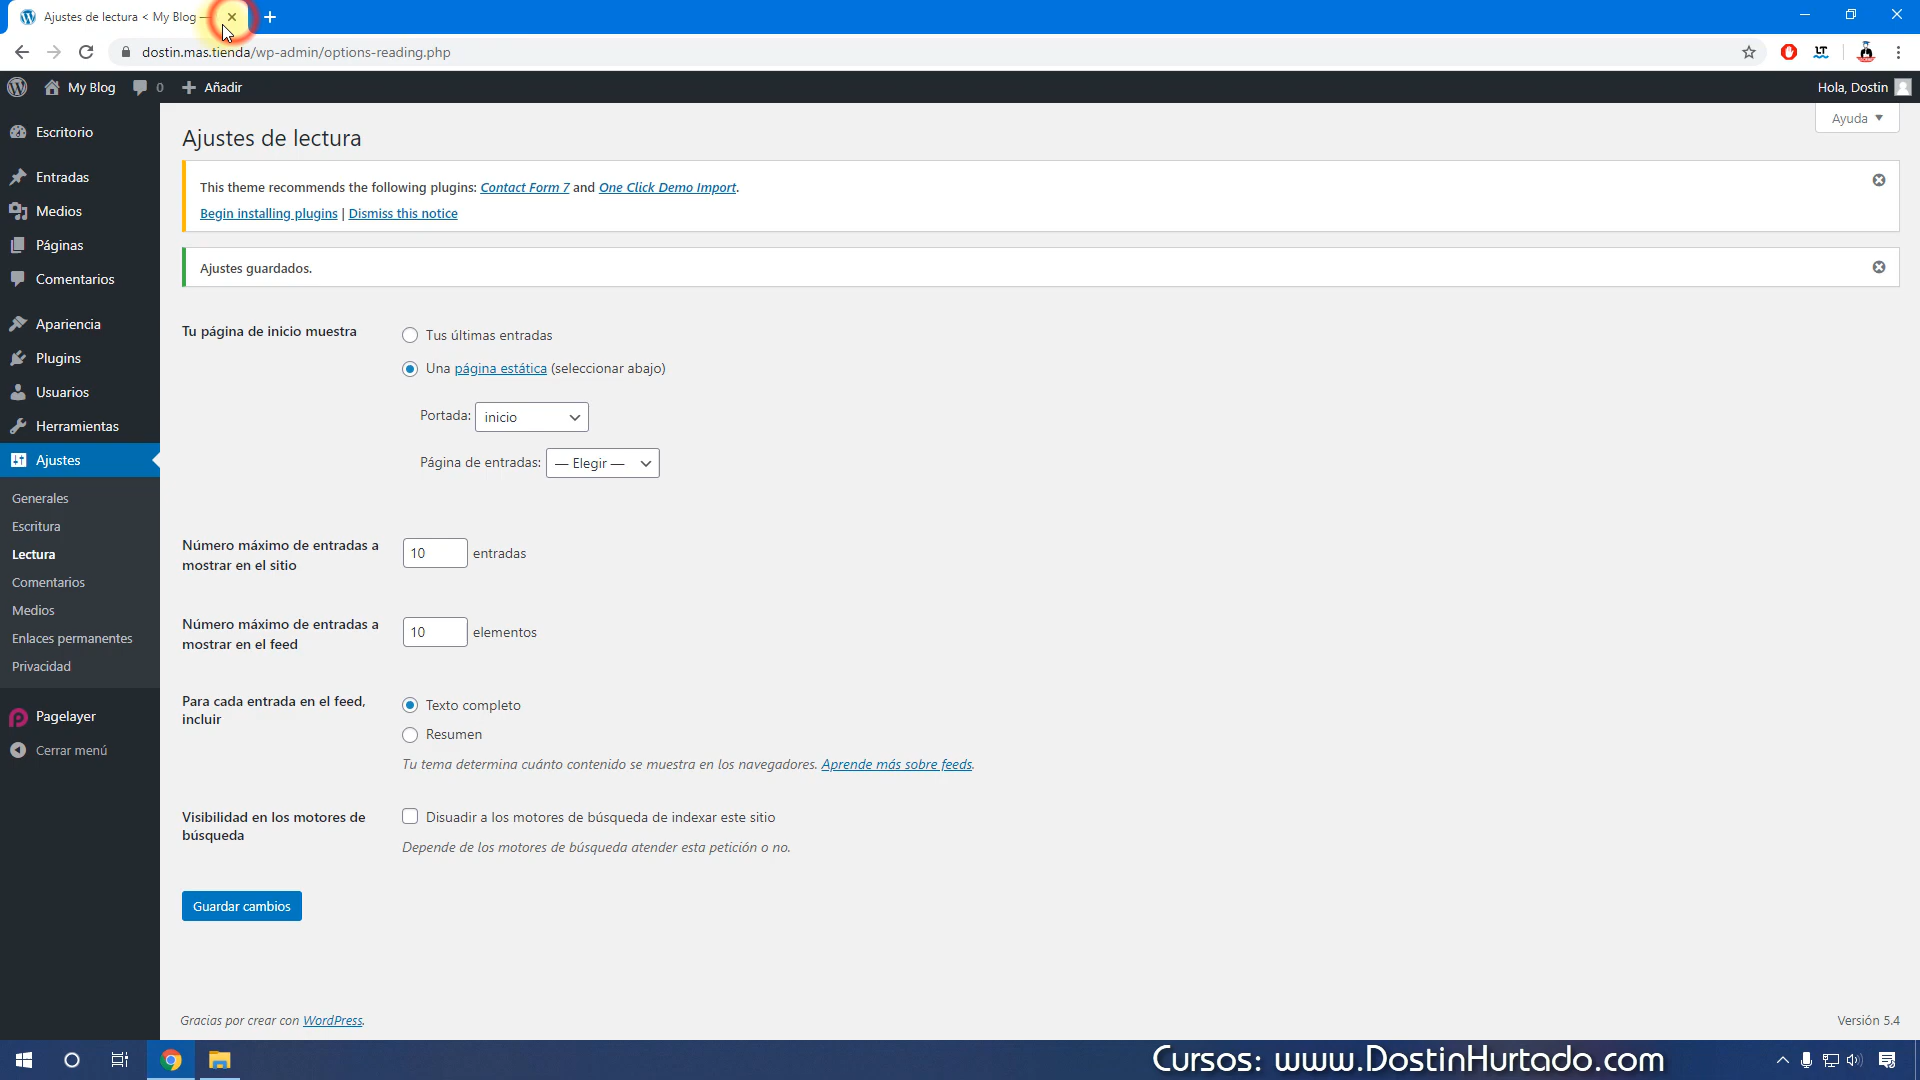 Ajustes de lectura < My Blog —
dostin.mas.tienda/wp-admin/options-reading.php
My Blog
0
Añadir
Hola, Dostin
Escritorio
Entradas
Medios
Páginas
Comentarios
Apariencia
Plugins
Usuarios
Herramientas
Ajustes
Generales
Escritura
Lectura
Comentarios
Medios
Enlaces permanentes
Privacidad
Pagelayer
Cerrar menú
Ayuda
Ajustes de lectura
This theme recommends the following plugins: Contact Form 7 and One Click Demo Import.
Begin installing plugins | Dismiss this notice
Ajustes guardados.
Tu página de inicio muestra
Tus últimas entradas
Una página estática (seleccionar abajo)
Portada: inicio
Página de entradas: — Elegir —
Número máximo de entradas a
mostrar en el sitio
10 entradas
Número máximo de entradas a
mostrar en el feed
10 elementos
Para cada entrada en el feed,
incluir
Texto completo
Resumen
Tu tema determina cuánto contenido se muestra en los navegadores. Aprende más sobre feeds.
Visibilidad en los motores de
búsqueda
Disuadir a los motores de búsqueda de indexar este sitio
Depende de los motores de búsqueda atender esta petición o no.
Guardar cambios
Gracias por crear con WordPress.
Versión 5.4
Cursos: www.DostinHurtado.com